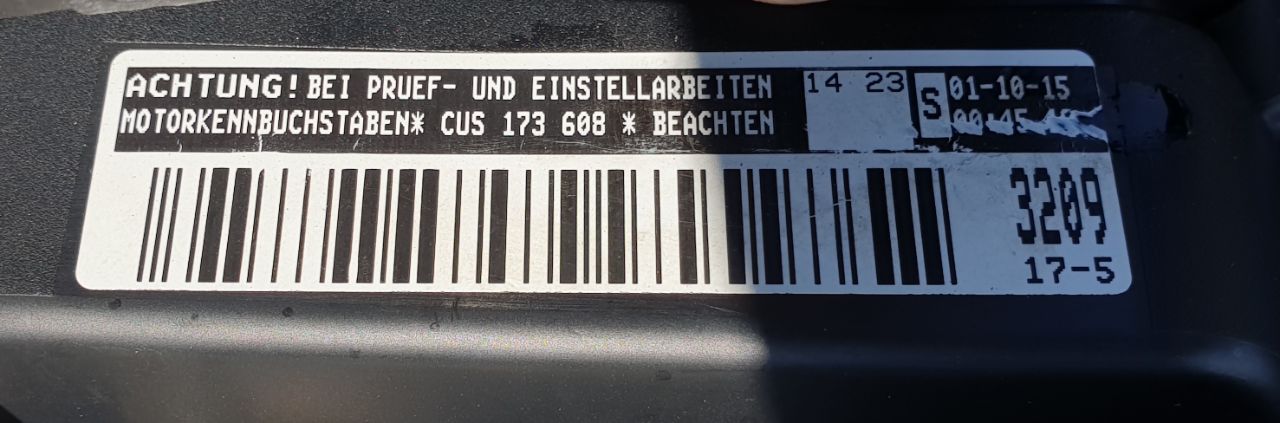 ACHTUNG! BEI PRUEF- UND EINSTELLARBEITEN 14 23 S 01-10-15
MOTORKENNBUCHSTABEN* CUS 173 608 * BEACHTEN
3209
17-5